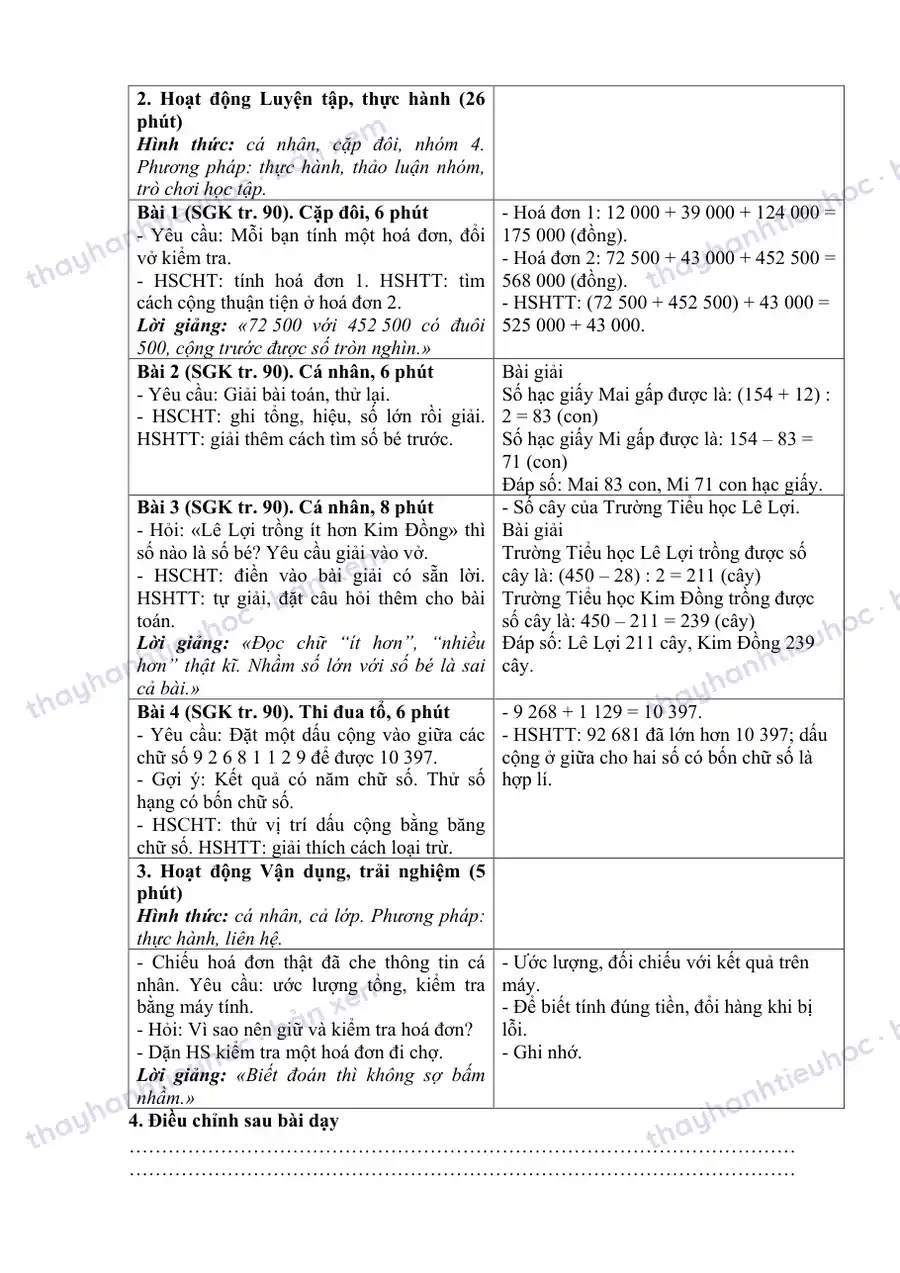 2. Hoạt động Luyện tập, thực hành (26
phút)
Hình thức: cá nhân, cặp đôi, nhóm 4.
Phương pháp: thực hành, thảo luận nhóm,
trò chơi học tập.
Bài 1 (SGK tr. 90). Cặp đôi, 6 phút
- Yêu cầu: Mỗi bạn tính một hoá đơn, đổi
vở kiểm tra.
- HSCHT: tính hoá đơn 1. HSHTT: tìm
cách cộng thuận tiện ở hoá đơn 2.
Lời giảng: «72 500 với 452 500 có đuôi
500, cộng trước được số tròn nghìn.»
- Hoá đơn 1: 12 000 + 39 000 + 124 000 =
175 000 (đồng).
- Hoá đơn 2: 72 500 + 43 000 + 452 500 =
568 000 (đồng).
- HSHTT: (72 500 + 452 500) + 43 000 =
525 000 + 43 000.
Bài 2 (SGK tr. 90). Cá nhân, 6 phút
- Yêu cầu: Giải bài toán, thử lại.
- HSCHT: ghi tổng, hiệu, số lớn rồi giải.
HSHTT: giải thêm cách tìm số bé trước.
Bài giải
Số hạc giấy Mai gấp được là: (154 + 12) :
2 = 83 (con)
Số hạc giấy Mi gấp được là: 154 – 83 =
71 (con)
Đáp số: Mai 83 con, Mi 71 con hạc giấy.
Bài 3 (SGK tr. 90). Cá nhân, 8 phút
- Hỏi: «Lê Lợi trồng ít hơn Kim Đồng» thì
số nào là số bé? Yêu cầu giải vào vở.
- HSCHT: điền vào bài giải có sẵn lời.
HSHTT: tự giải, đặt câu hỏi thêm cho bài
toán.
Lời giảng: «Đọc chữ “ít hơn”, “nhiều
hơn” thật kĩ. Nhầm số lớn với số bé là sai
cả bài.»
- Số cây của Trường Tiểu học Lê Lợi.
Bài giải
Trường Tiểu học Lê Lợi trồng được số
cây là: (450 – 28) : 2 = 211 (cây)
Trường Tiểu học Kim Đồng trồng được
số cây là: 450 – 211 = 239 (cây)
Đáp số: Lê Lợi 211 cây, Kim Đồng 239
cây.
Bài 4 (SGK tr. 90). Thi đua tổ, 6 phút
- Yêu cầu: Đặt một dấu cộng vào giữa các
chữ số 9 2 6 8 1 1 2 9 để được 10 397.
- Gợi ý: Kết quả có năm chữ số. Thử số
hạng có bốn chữ số.
- HSCHT: thử vị trí dấu cộng bằng băng
chữ số. HSHTT: giải thích cách loại trừ.
- 9 268 + 1 129 = 10 397.
- HSHTT: 92 681 đã lớn hơn 10 397; dấu
cộng ở giữa cho hai số có bốn chữ số là
hợp lí.
3. Hoạt động Vận dụng, trải nghiệm (5
phút)
Hình thức: cá nhân, cả lớp. Phương pháp:
thực hành, liên hệ.
- Chiếu hoá đơn thật đã che thông tin cá
nhân. Yêu cầu: ước lượng tổng, kiểm tra
bằng máy tính.
- Hỏi: Vì sao nên giữ và kiểm tra hoá đơn?
- Dặn HS kiểm tra một hoá đơn đi chợ.
Lời giảng: «Biết đoán thì không sợ bấm
nhầm.»
- Ước lượng, đối chiếu với kết quả trên
máy.
- Để biết tính đúng tiền, đổi hàng khi bị
lỗi.
- Ghi nhớ.
4. Điều chỉnh sau bài dạy
thayhanhtieuhoc · bản xem
thayhanhtieuhoc · b
thayhanhtieuhoc · bản xem
thayhanhtieuhoc · b
thayhanhtieuhoc · bản xem
thayhanhtieuhoc · b